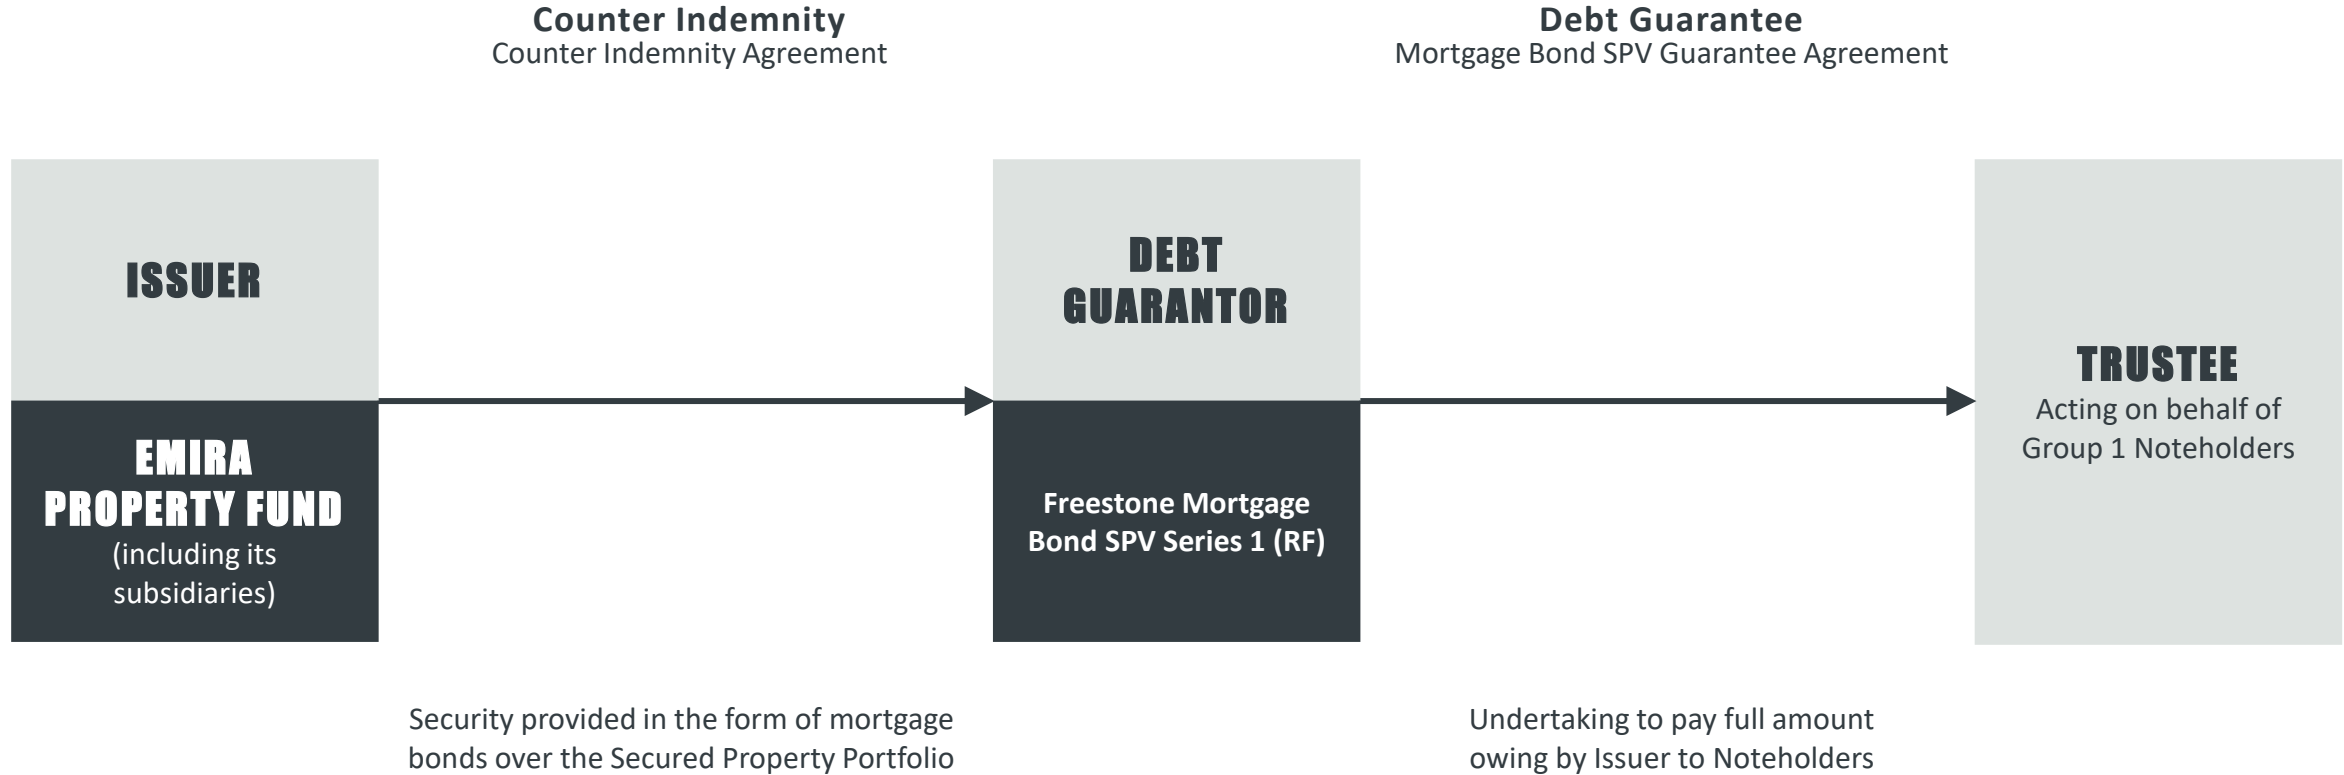 Counter Indemnity
Counter Indemnity Agreement
Debt Guarantee
Mortgage Bond SPV Guarantee Agreement
ISSUER
EMIRA
PROPERTY FUND
(including its
subsidiaries)
DEBT
GUARANTOR
Freestone Mortgage
Bond SPV Series 1 (RF)
TRUSTEE
Acting on behalf of
Group 1 Noteholders
Security provided in the form of mortgage
bonds over the Secured Property Portfolio
Undertaking to pay full amount
owing by Issuer to Noteholders